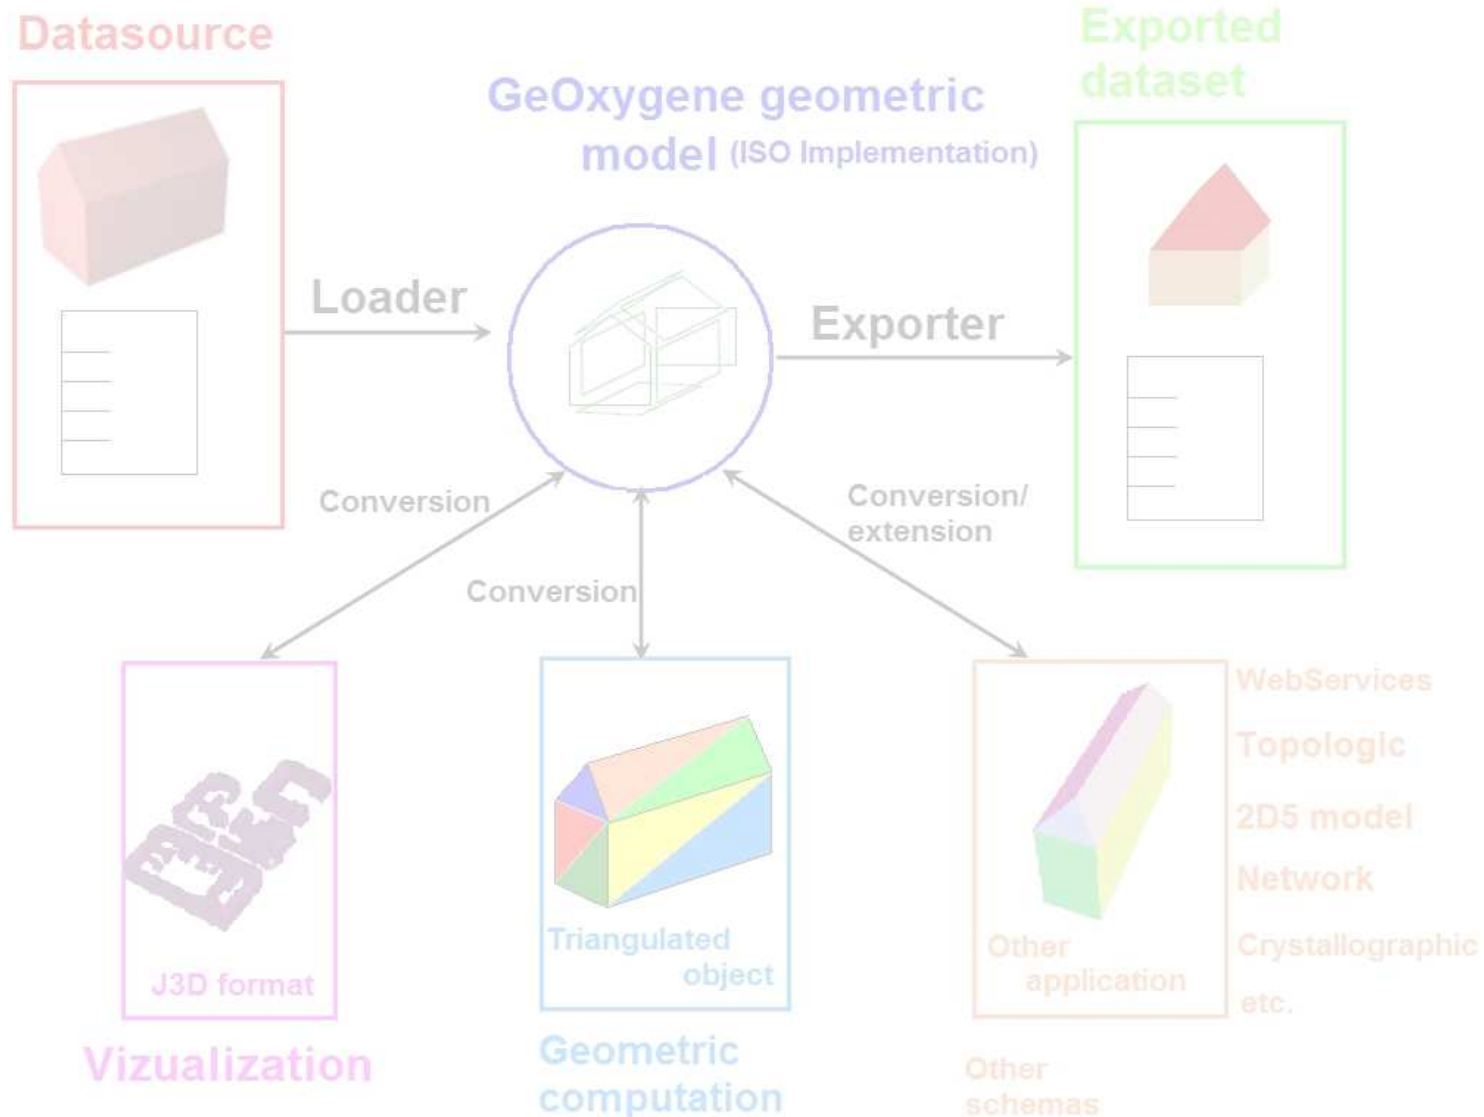 Datasource
Exported
dataset
GeOxygene geometric
model (ISO Implementation)
Loader
Exporter
Conversion
Conversion/
extension
Conversion
WebServices
Topologic
2D5 model
Network
Crystallographic
etc.
J3D format
Triangulated
object
Other
application
Vizualization
Geometric
computation
Other
schemas